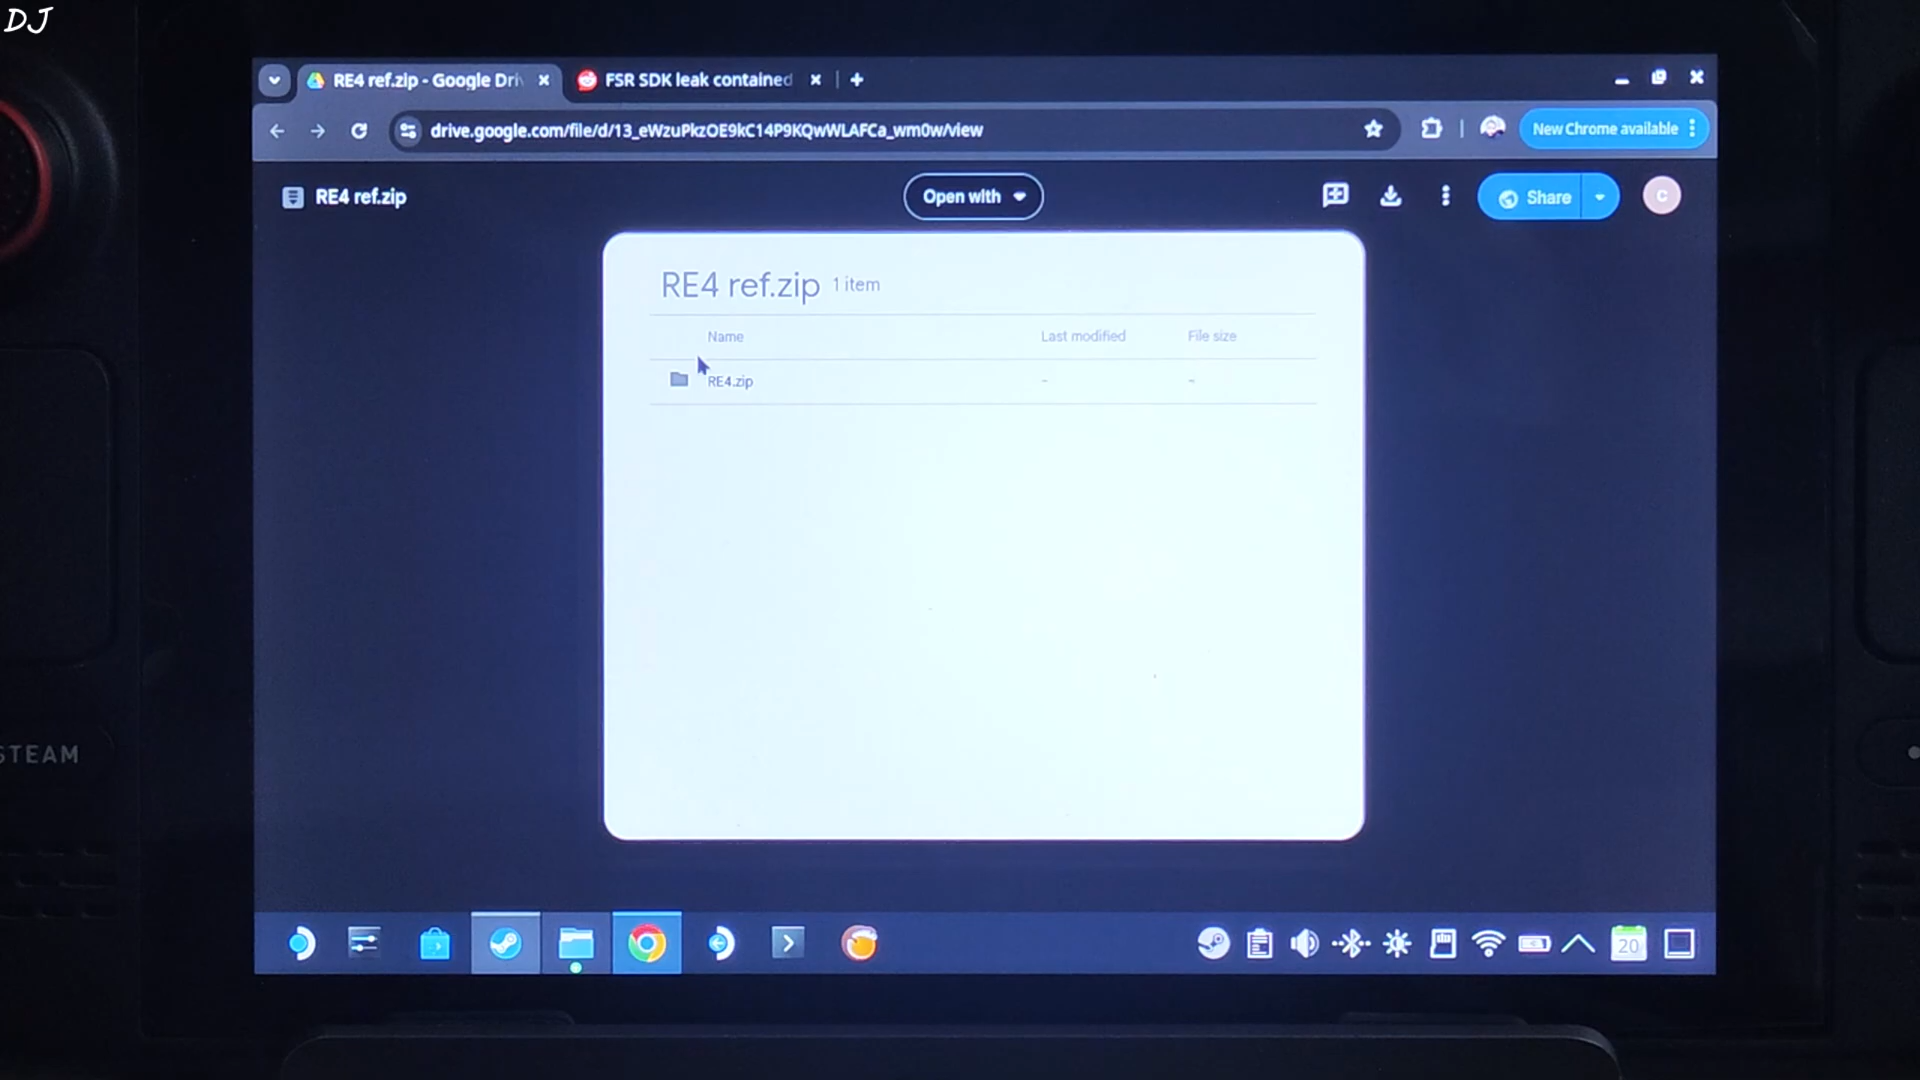 DJ
RE4 ref.zip - Google Driv
FSR SDK leak contained
drive.google.com/file/d/13_eWzuPkzOE9kC14P9KQwWLAFCa_wm0w/view
New Chrome available
RE4 ref.zip
Open with
Share
C
RE4 ref.zip 1 item
Name Last modified File size
RE4.zip - -
STEAM
20